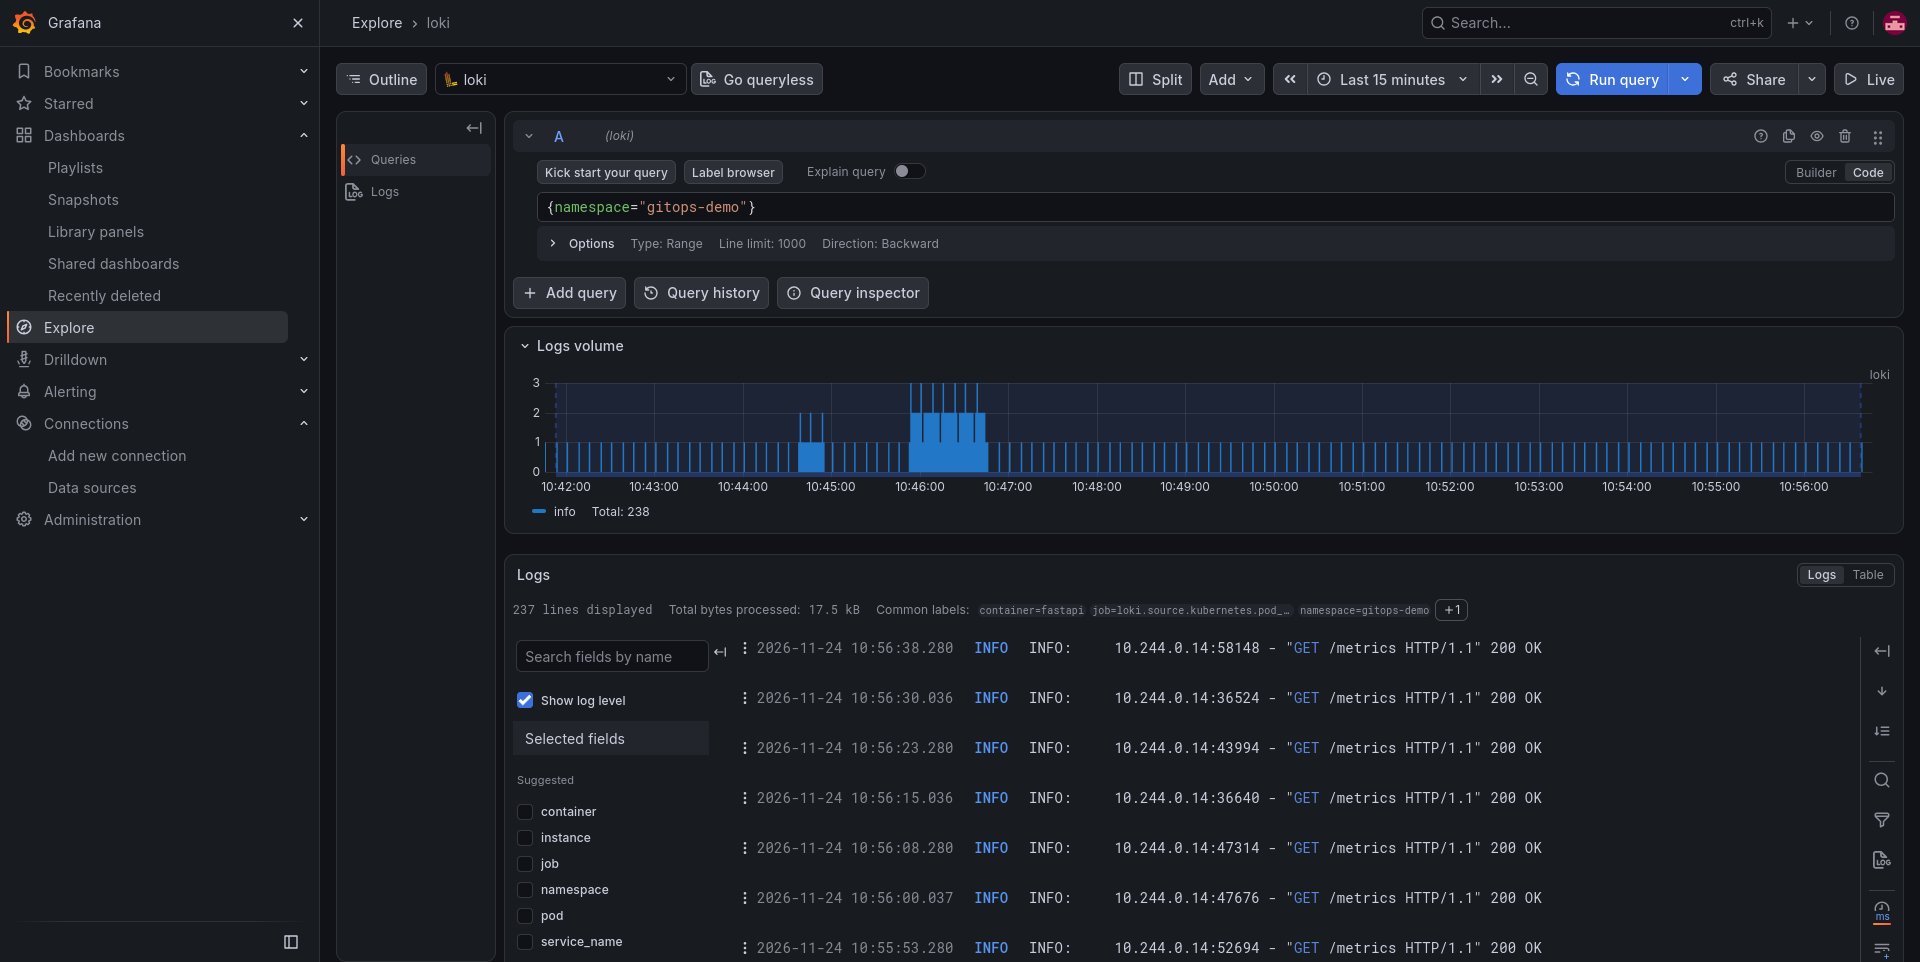 Grafana
Explore › loki
Search... ctrl+k
Bookmarks
Starred
Dashboards
Playlists
Snapshots
Library panels
Shared dashboards
Recently deleted
Explore
Drilldown
Alerting
Connections
Add new connection
Data sources
Administration
Outline
loki
Go queryless
Split
Add
Last 15 minutes
Run query
Share
Live
Queries
Logs
A (loki)
Kick start your query
Label browser
Explain query
Builder
Code
{namespace="gitops-demo"}
Options Type: Range Line limit: 1000 Direction: Backward
Add query
Query history
Query inspector
Logs volume
loki
3
2
1
0
10:42:00 10:43:00 10:44:00 10:45:00 10:46:00 10:47:00 10:48:00 10:49:00 10:50:00 10:51:00 10:52:00 10:53:00 10:54:00 10:55:00 10:56:00
info Total: 238
Logs
Logs
Table
237 lines displayed Total bytes processed: 17.5 kB Common labels: container=fastapi job=loki.source.kubernetes.pod_… namespace=gitops-demo +1
Search fields by name
Show log level
Selected fields
Suggested
container
instance
job
namespace
pod
service_name
2026-11-24 10:56:38.280 INFO INFO: 10.244.0.14:58148 - "GET /metrics HTTP/1.1" 200 OK
2026-11-24 10:56:30.036 INFO INFO: 10.244.0.14:36524 - "GET /metrics HTTP/1.1" 200 OK
2026-11-24 10:56:23.280 INFO INFO: 10.244.0.14:43994 - "GET /metrics HTTP/1.1" 200 OK
2026-11-24 10:56:15.036 INFO INFO: 10.244.0.14:36640 - "GET /metrics HTTP/1.1" 200 OK
2026-11-24 10:56:08.280 INFO INFO: 10.244.0.14:47314 - "GET /metrics HTTP/1.1" 200 OK
2026-11-24 10:56:00.037 INFO INFO: 10.244.0.14:47676 - "GET /metrics HTTP/1.1" 200 OK
2026-11-24 10:55:53.280 INFO INFO: 10.244.0.14:52694 - "GET /metrics HTTP/1.1" 200 OK
LOG
ms